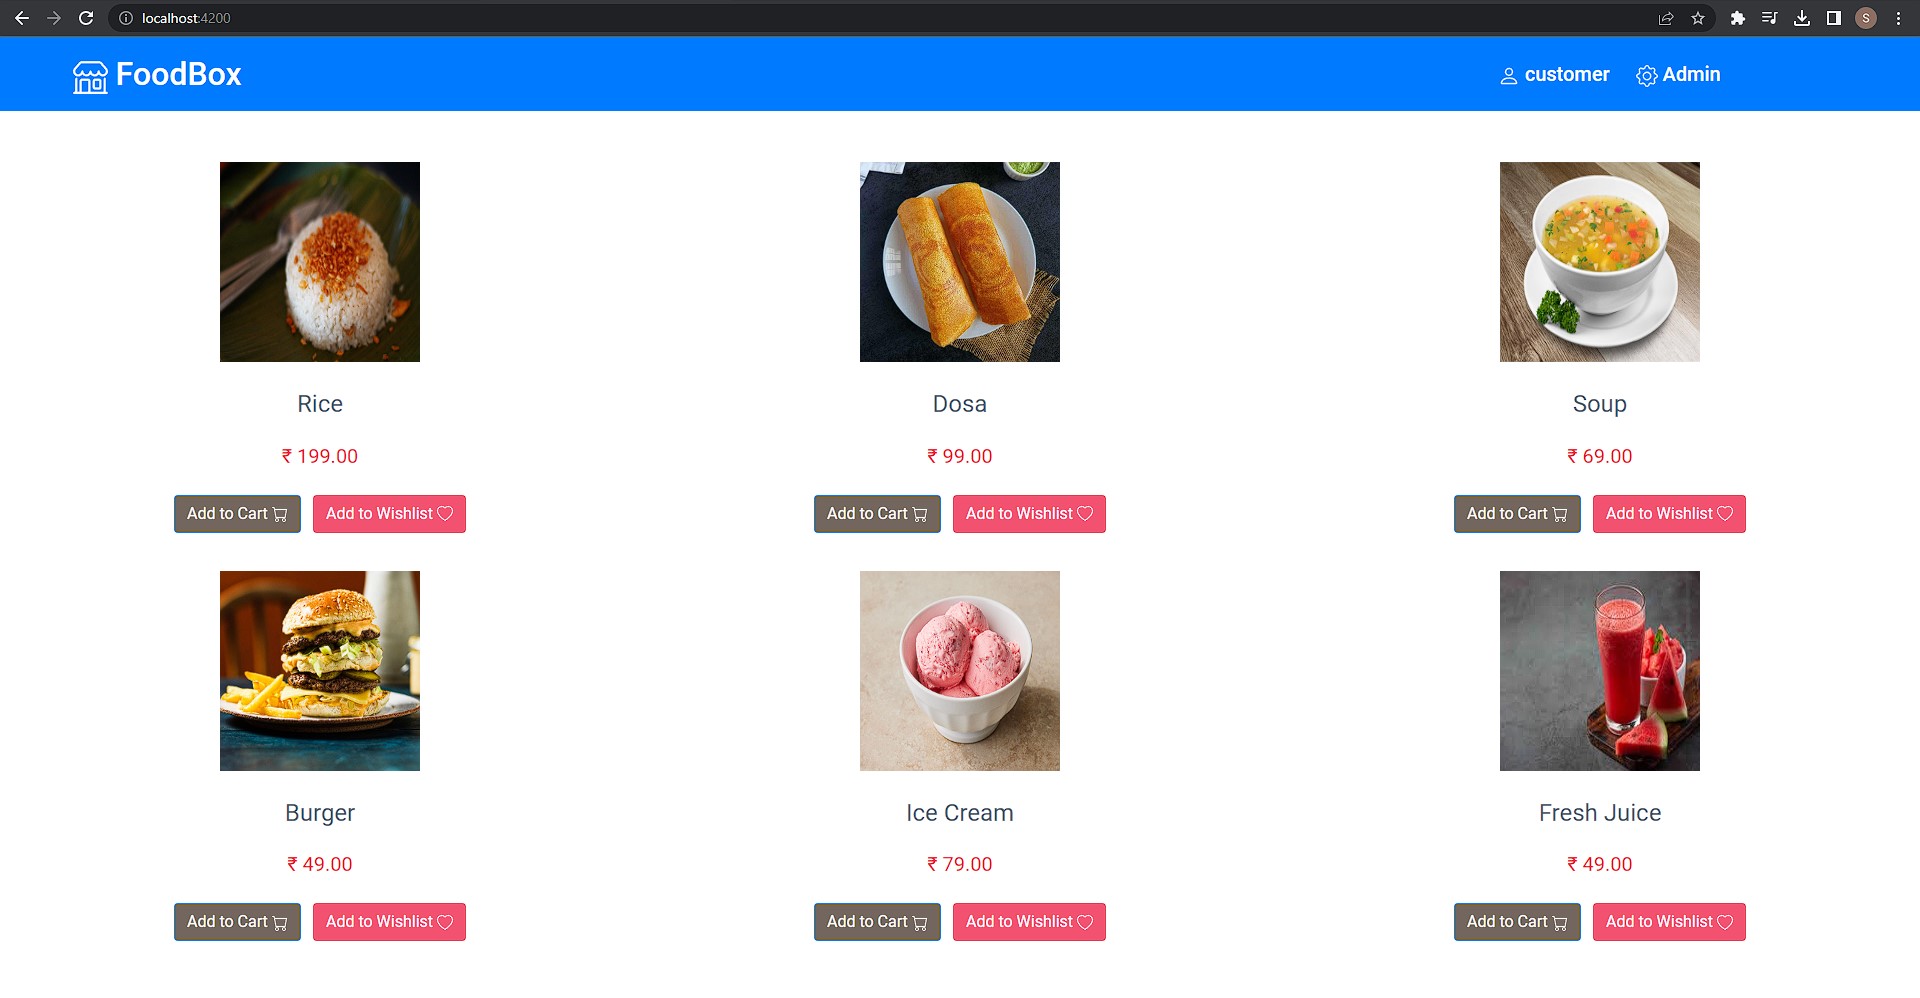 localhost:4200
S
FoodBox
customer Admin
Rice Dosa Soup
₹ 199.00 ₹ 99.00 ₹ 69.00
Add to Cart Add to Wishlist Add to Cart Add to Wishlist Add to Cart Add to Wishlist
Burger Ice Cream Fresh Juice
₹ 49.00 ₹ 79.00 ₹ 49.00
Add to Cart Add to Wishlist Add to Cart Add to Wishlist Add to Cart Add to Wishlist